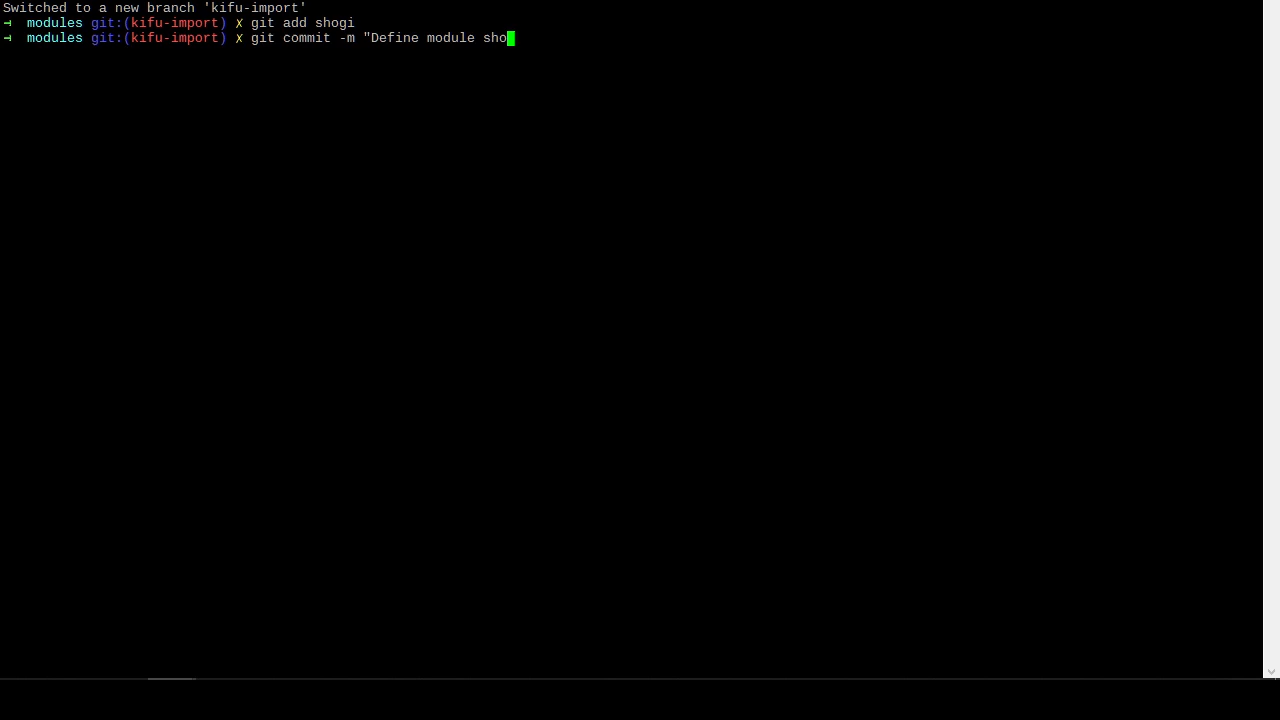 Switched to a new branch 'kifu-import'
→  modules git:(kifu-import) ✗ git add shogi
→  modules git:(kifu-import) ✗ git commit -m "Define module sho